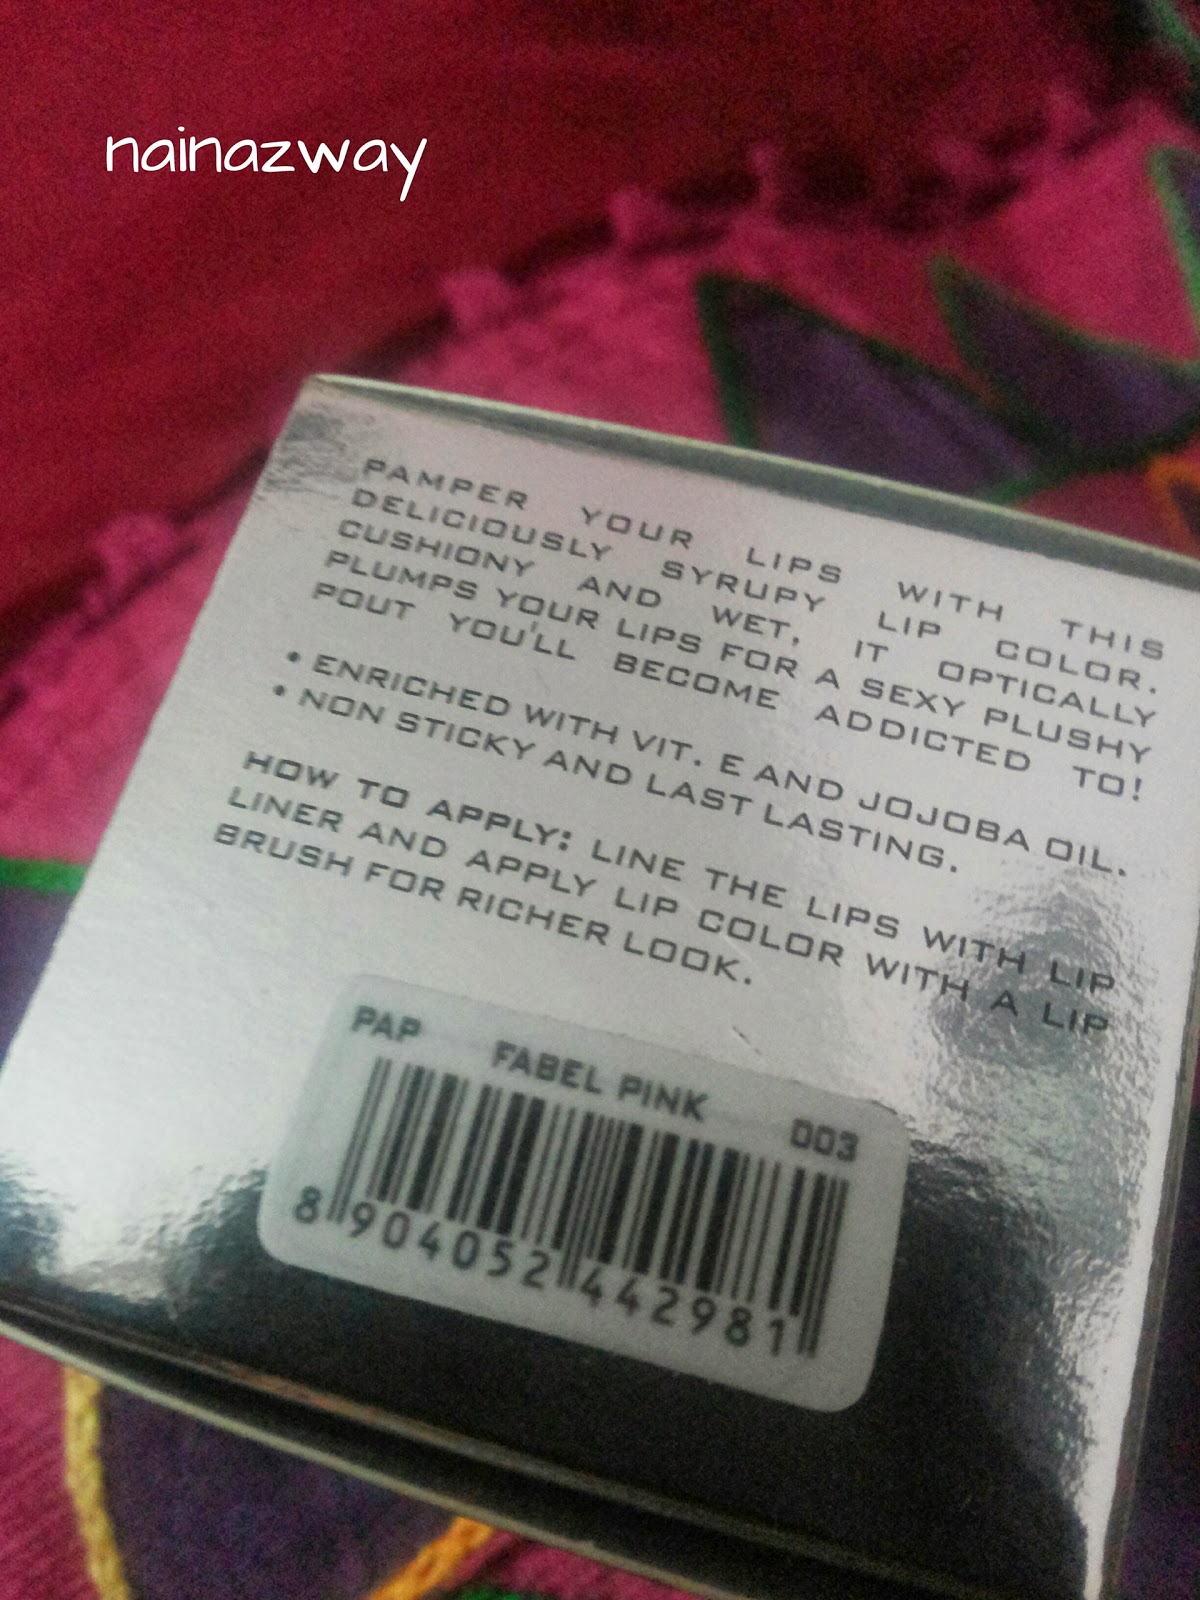 nainazway
PAMPER YOUR LIPS WITH THIS
DELICIOUSLY SYRUPY LIP COLOR.
CUSHIONY AND WET, IT OPTICALLY
PLUMPS YOUR LIPS FOR A SEXY PLUSHY
POUT YOU'LL BECOME ADDICTED TO!
• ENRICHED WITH VIT. E AND JOJOBA OIL.
• NON STICKY AND LAST LASTING.
HOW TO APPLY: LINE THE LIPS WITH LIP
LINER AND APPLY LIP COLOR WITH A LIP
BRUSH FOR RICHER LOOK.
PAP FABEL PINK 003
8 904052 442981